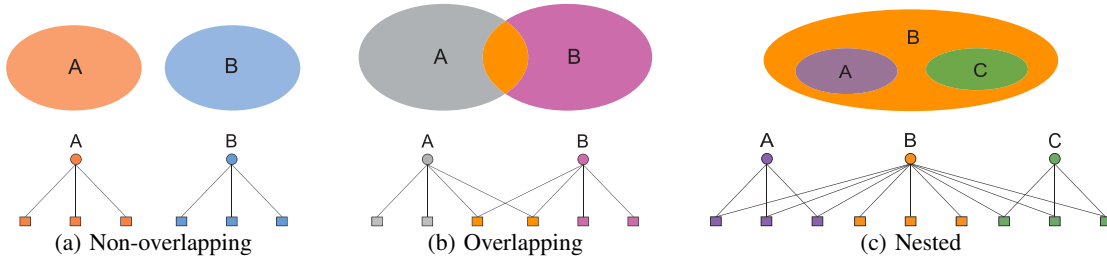 A B A B B A C
A B A B A B C
(a) Non-overlapping (b) Overlapping (c) Nested